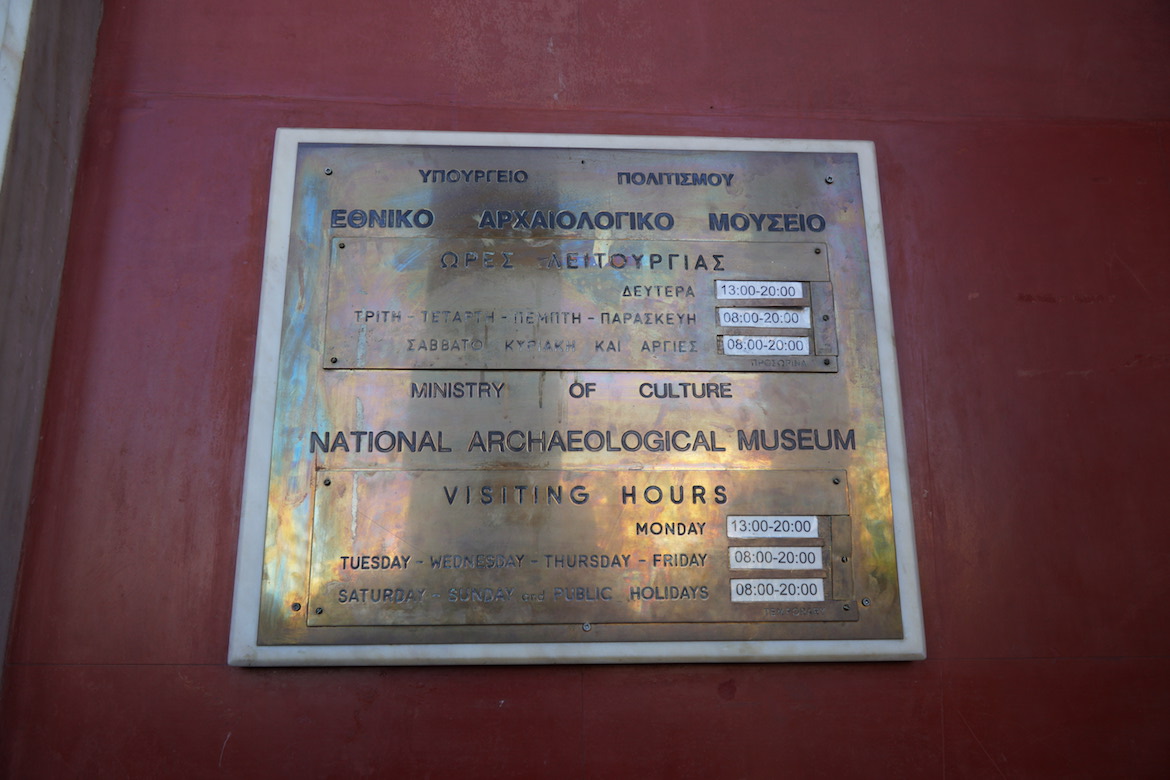 ΥΠΟΥΡΓΕΙΟ ΠΟΛΙΤΙΣΜΟΥ
ΕΘΝΙΚΟ ΑΡΧΑΙΟΛΟΓΙΚΟ ΜΟΥΣΕΙΟ
ΩΡΕΣ ΛΕΙΤΟΥΡΓΙΑΣ
ΔΕΥΤΕΡΑ 13:00-20:00
ΤΡΙΤΗ - ΤΕΤΑΡΤΗ - ΠΕΜΠΤΗ - ΠΑΡΑΣΚΕΥΗ 08:00-20:00
ΣΑΒΒΑΤΟ ΚΥΡΙΑΚΗ ΚΑΙ ΑΡΓΙΕΣ 08:00-20:00
MINISTRY OF CULTURE
NATIONAL ARCHAEOLOGICAL MUSEUM
VISITING HOURS
MONDAY 13:00-20:00
TUESDAY - WEDNESDAY - THURSDAY - FRIDAY 08:00-20:00
SATURDAY - SUNDAY and PUBLIC HOLIDAYS 08:00-20:00